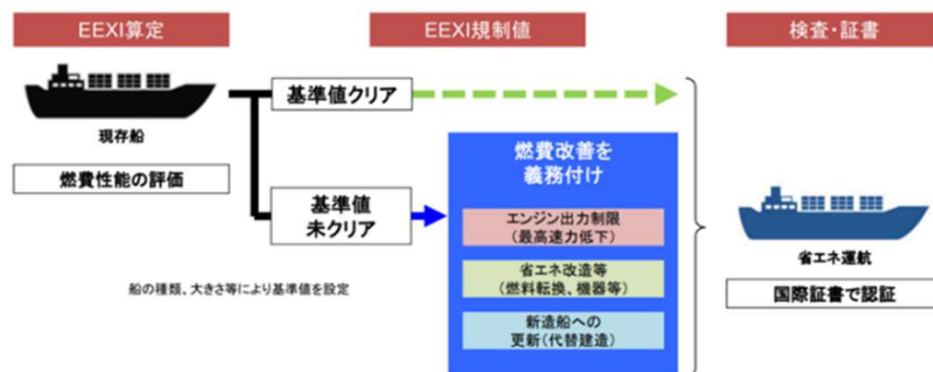 EEXI算定
EEXI規制値
検査・証書
現存船
燃費性能の評価
基準値クリア
基準値
未クリア
船の種類、大きさ等により基準値を設定
燃費改善を
義務付け
エンジン出力制限
(最高速力低下)
省エネ改造等
(燃料転換、機器等)
新造船への
更新(代替建造)
省エネ運航
国際証書で認証